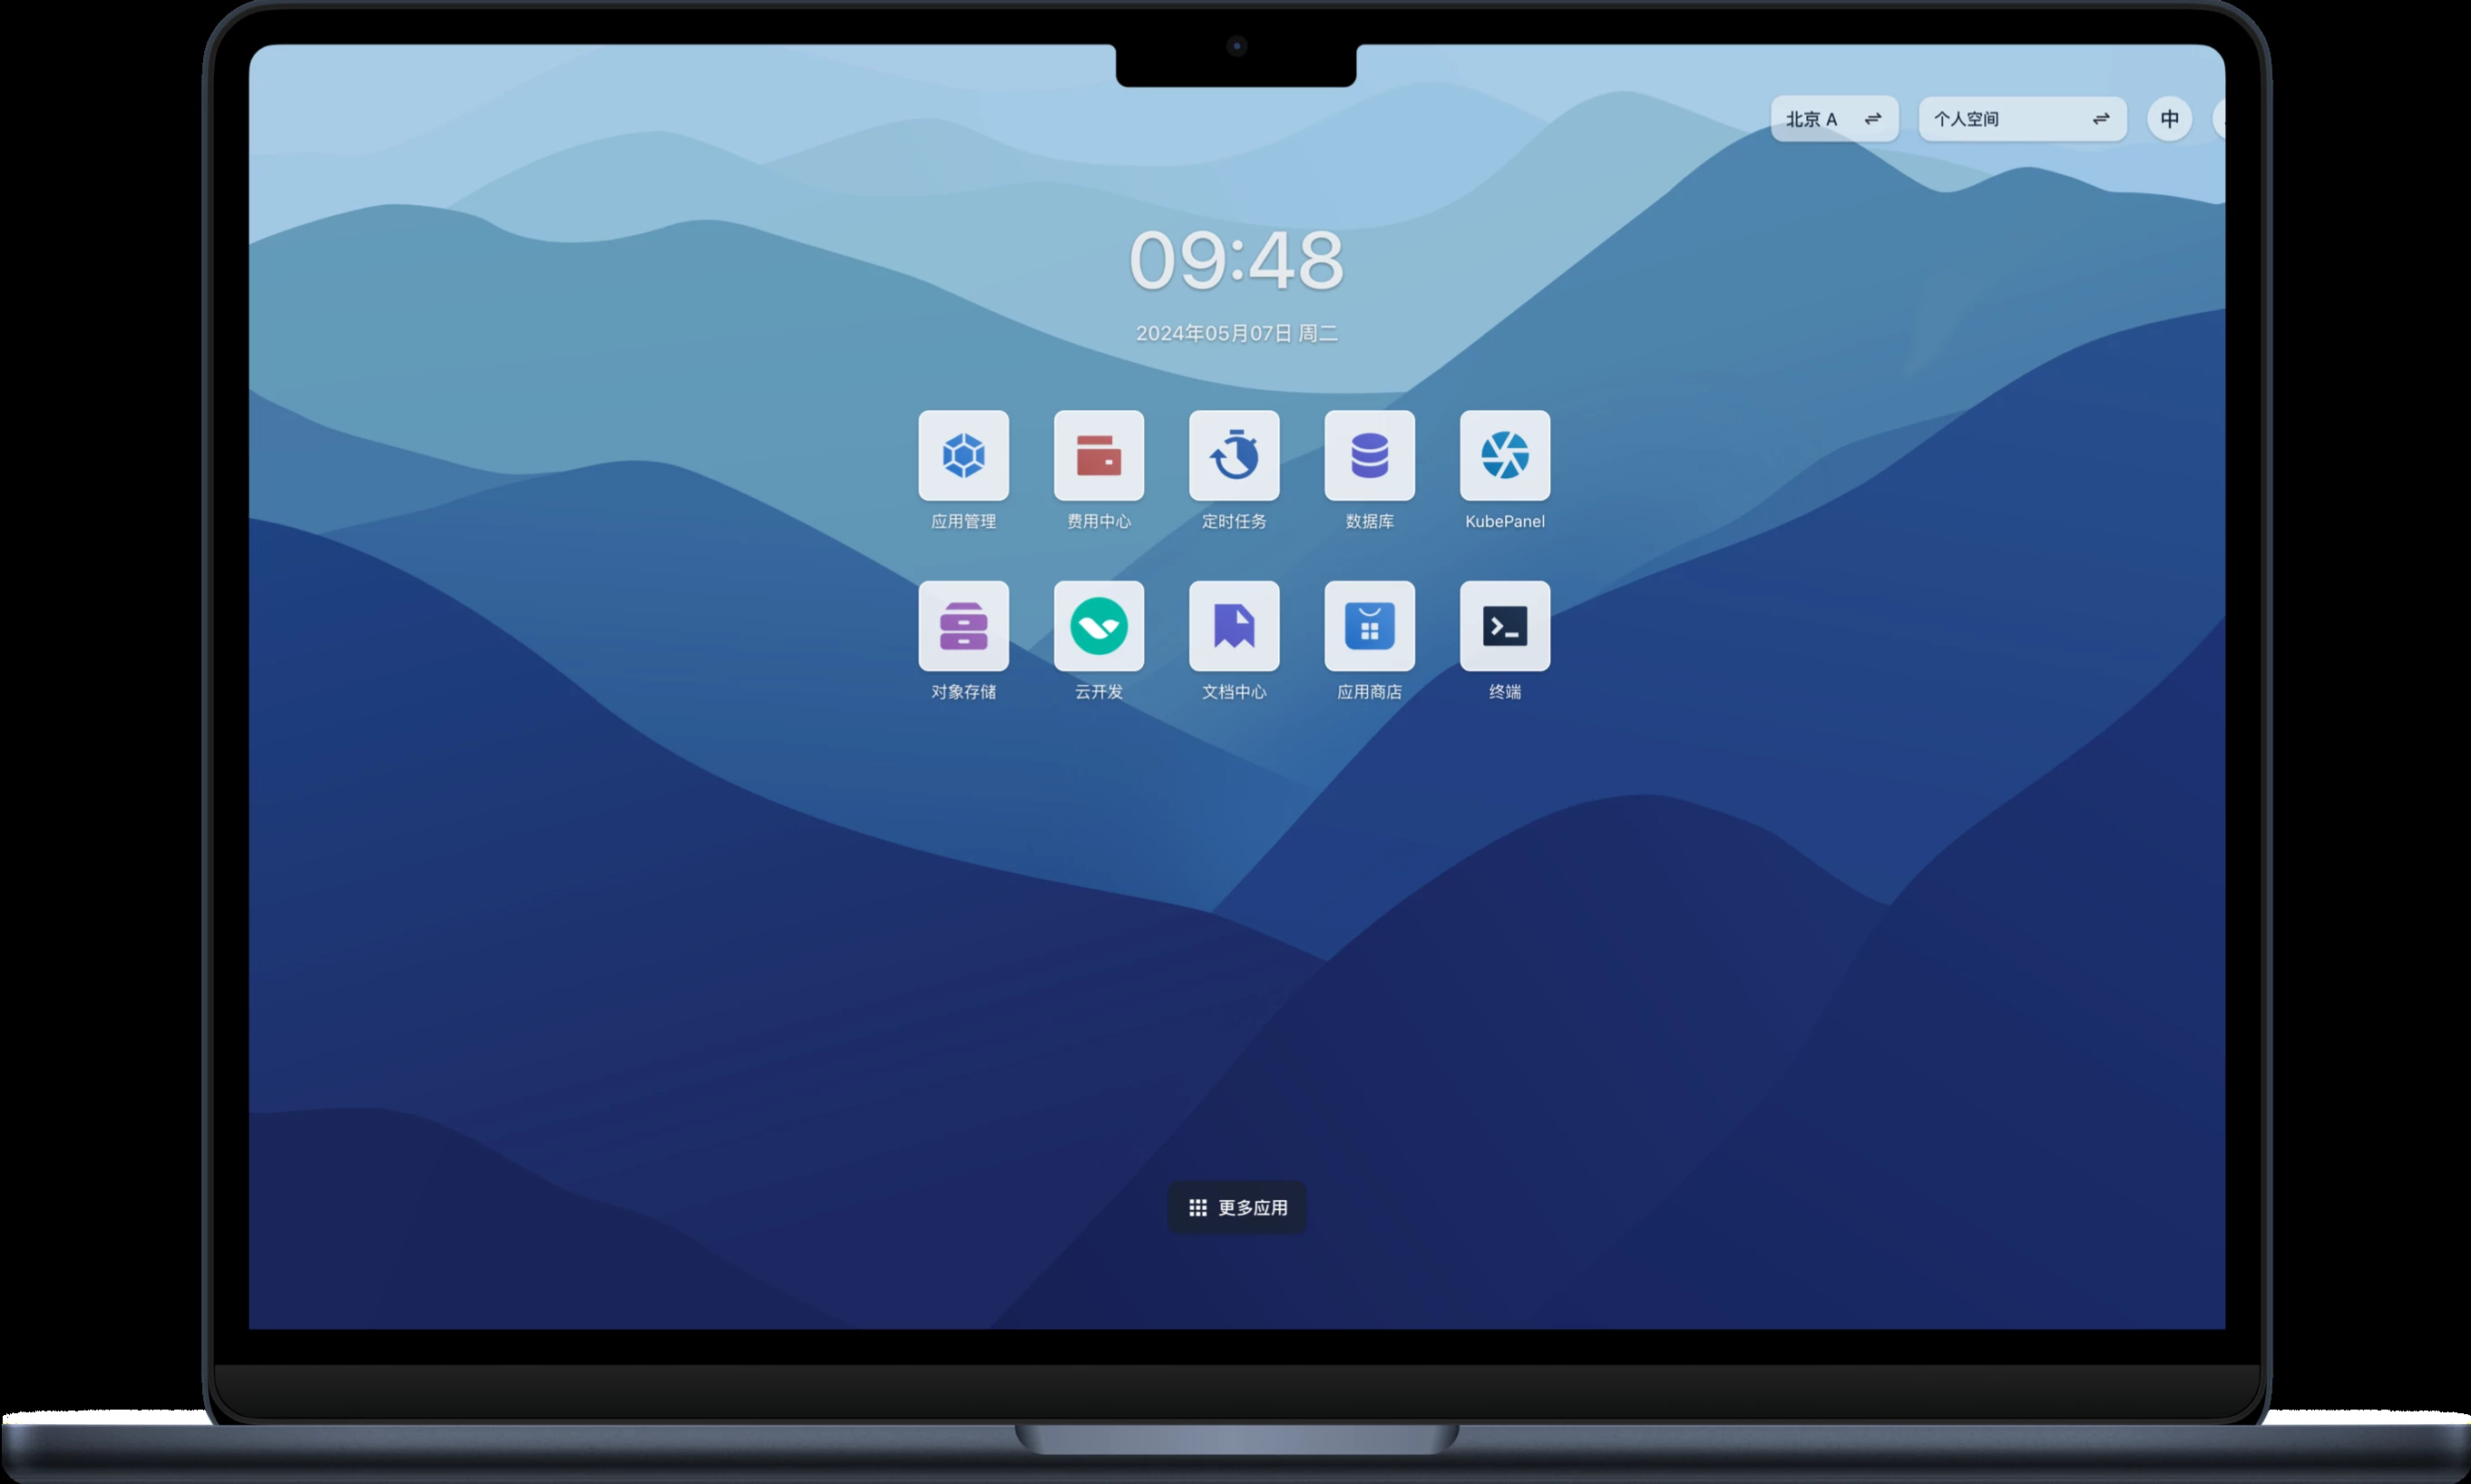 北京 A
个人空间
中
09:48
2024年05月07日 周二
应用管理
费用中心
定时任务
数据库
KubePanel
对象存储
云开发
文档中心
应用商店
终端
更多应用